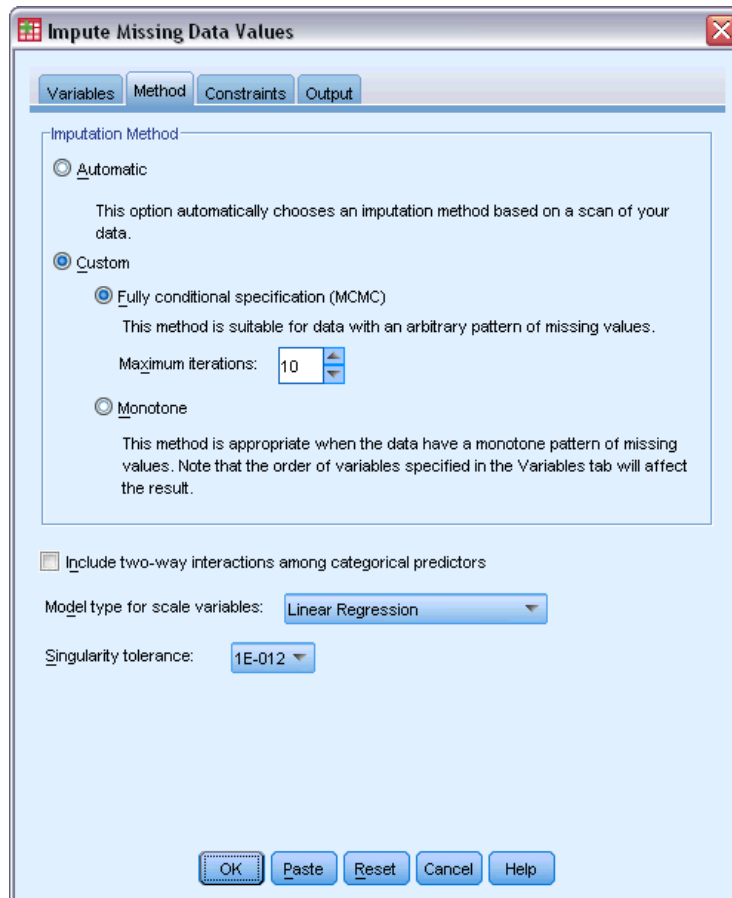 Impute Missing Data Values
Variables Method Constraints Output
Imputation Method
Automatic
This option automatically chooses an imputation method based on a scan of your
data.
Custom
Fully conditional specification (MCMC)
This method is suitable for data with an arbitrary pattern of missing values.
Maximum iterations: 10
Monotone
This method is appropriate when the data have a monotone pattern of missing
values. Note that the order of variables specified in the Variables tab will affect
the result.
Include two-way interactions among categorical predictors
Model type for scale variables: Linear Regression
Singularity tolerance: 1E-012
OK Paste Reset Cancel Help